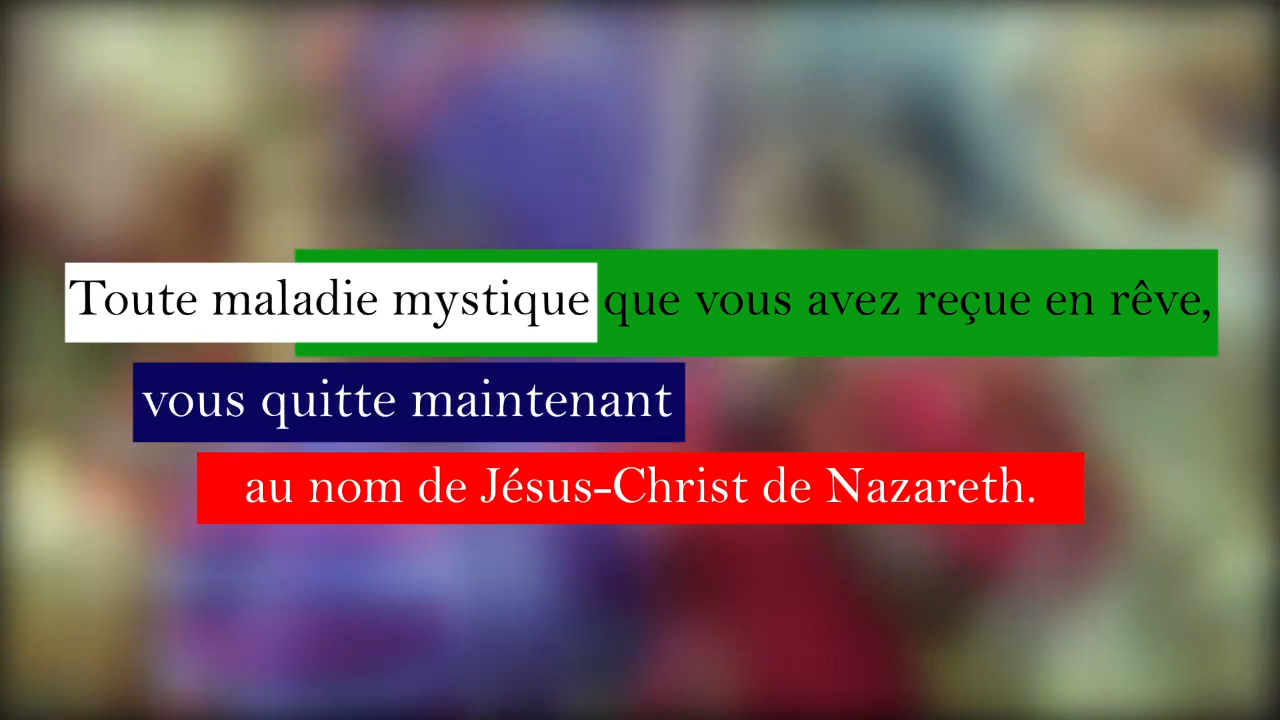 Toute maladie mystique que vous avez reçue en rêve,
vous quitte maintenant
au nom de Jésus-Christ de Nazareth.